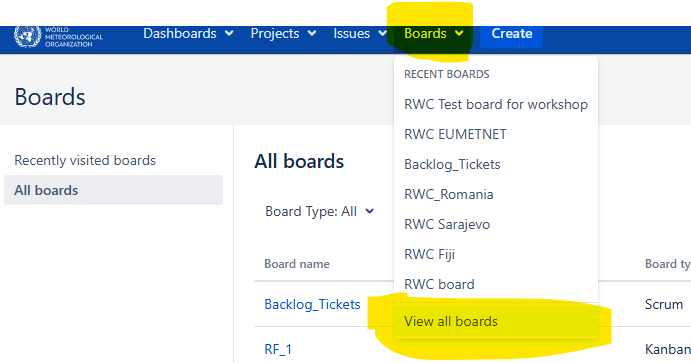 WORLD
METEOROLOGICAL
ORGANIZATION
Dashboards Projects Issues Boards Create
RECENT BOARDS
RWC Test board for workshop
RWC EUMETNET
Backlog_Tickets
RWC_Romania
RWC Sarajevo
RWC Fiji
RWC board
View all boards
Boards
Recently visited boards
All boards
All boards
Board Type: All
Board name Board ty
Backlog_Tickets Scrum
RF_1 Kanban